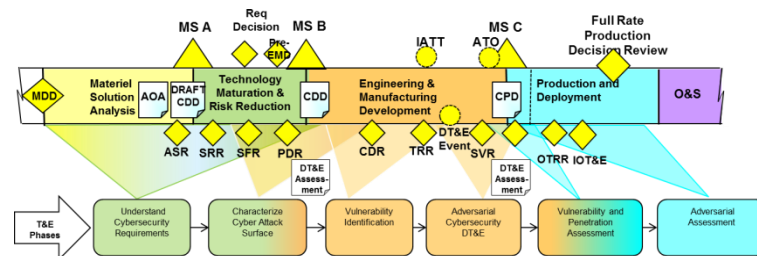 Req
Decision
Full Rate
Production
Decision Review
MS A
Pre-
EMD
MS B
IATT
ATO
MS C
MDD
Materiel
Solution
Analysis
AOA
DRAFT
CDD
Technology
Maturation &
Risk Reduction
CDD
Engineering &
Manufacturing
Development
CPD
Production and
Deployment
O&S
ASR
SRR
SFR
PDR
CDR
TRR
DT&E
Event
SVR
OTRR
IOT&E
DT&E
Assess-
ment
DT&E
Assess-
ment
T&E
Phases
Understand
Cybersecurity
Requirements
Characterize
Cyber Attack
Surface
Vulnerability
Identification
Adversarial
Cybersecurity
DT&E
Vulnerability and
Penetration
Assessment
Adversarial
Assessment